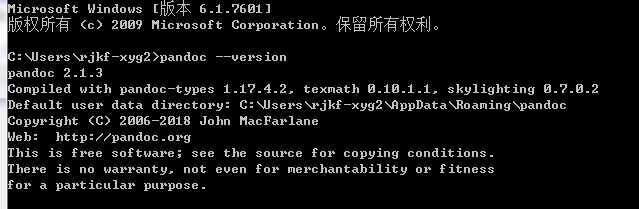 Microsoft Windows [版本 6.1.7601]
版权所有 (c) 2009 Microsoft Corporation。保留所有权利。
C:\Users\rjkf-xyg2>pandoc --version
pandoc 2.1.3
Compiled with pandoc-types 1.17.4.2, texmath 0.10.1.1, skylighting 0.7.0.2
Default user data directory: C:\Users\rjkf-xyg2\AppData\Roaming\pandoc
Copyright (C) 2006-2018 John MacFarlane
Web:  http://pandoc.org
This is free software; see the source for copying conditions.
There is no warranty, not even for merchantability or fitness
for a particular purpose.